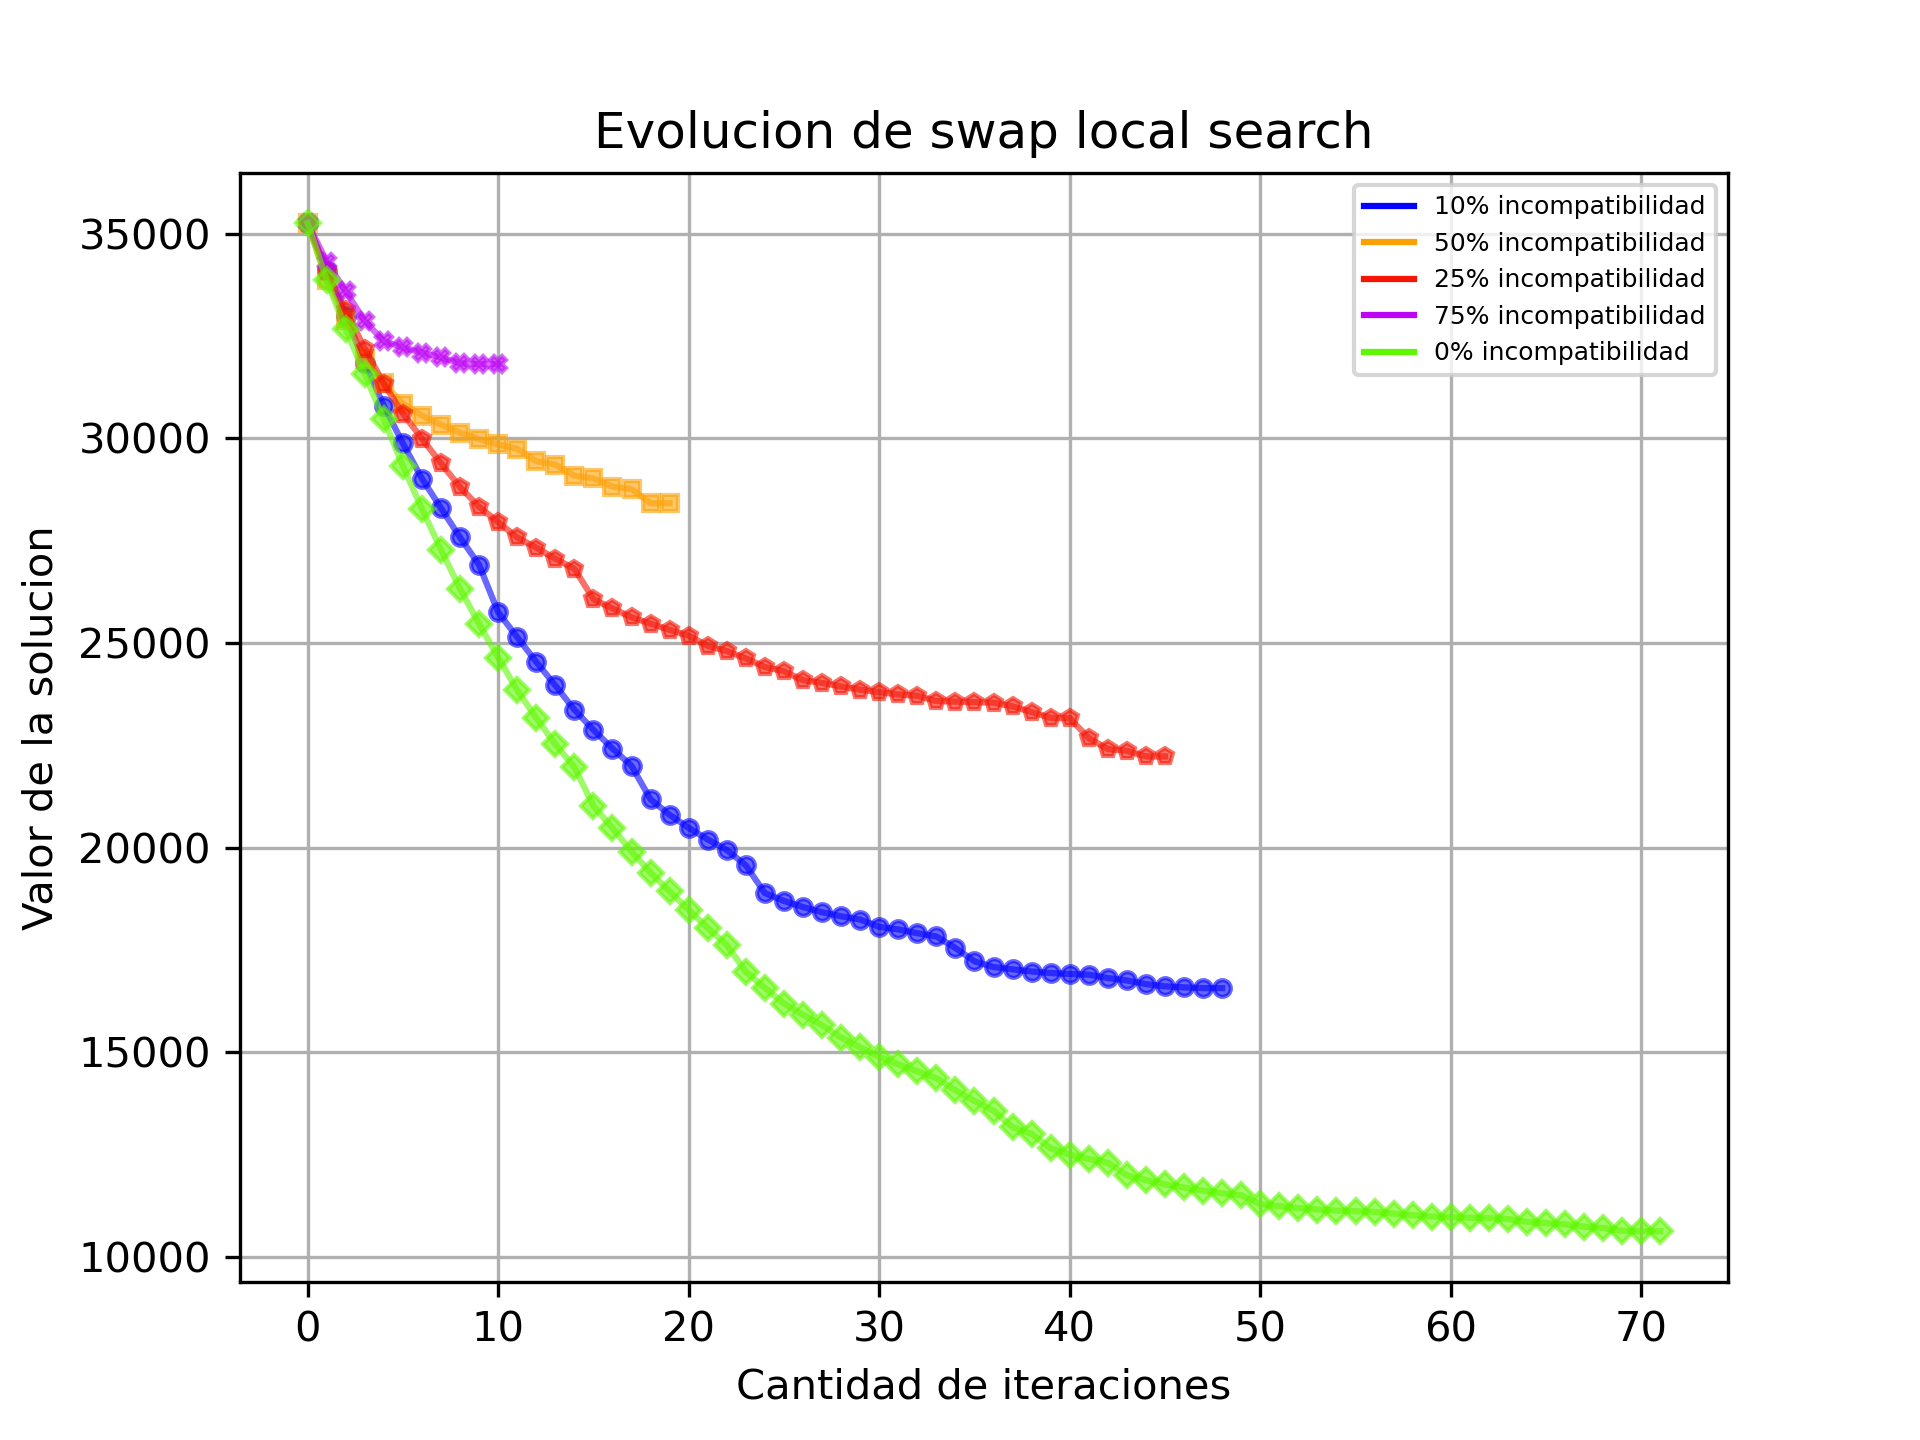 Evolucion de swap local search
10% incompatibilidad
50% incompatibilidad
25% incompatibilidad
75% incompatibilidad
0% incompatibilidad
Valor de la solucion
35000
30000
25000
20000
15000
10000
0 10 20 30 40 50 60 70
Cantidad de iteraciones